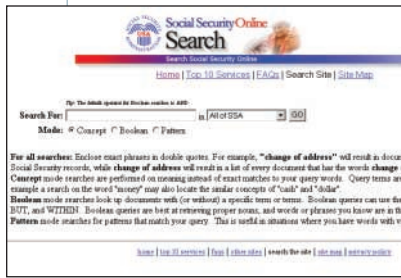 Social Security Online
Search
Search Social Security Online
Home | Top 10 Services | FAQs | Search Site | Site Map
Tip: The default operator for Boolean searches is AND
Search For: in All of SSA GO
Mode: Concept Boolean Pattern
For all searches: Enclose exact phrases in double quotes. For example, "change of address" will result in docum
Social Security records, while change of address will result in a list of every document that has the words change
Concept mode searches are performed on meaning instead of exact matches to your query words. Query terms are
example a search on the word "money" may also locate the similar concepts of "cash" and "dollar".
Boolean mode searches look up documents with (or without) a specific term or terms. Boolean queries can use the
BUT, and WITHIN. Boolean queries are best at retrieving proper nouns, and words or phrases you know are in th
Pattern mode searches for patterns that match your query. This is useful in situations where you have words with v
home | top 10 services | faqs | other sites | search the site | site map | privacy policy